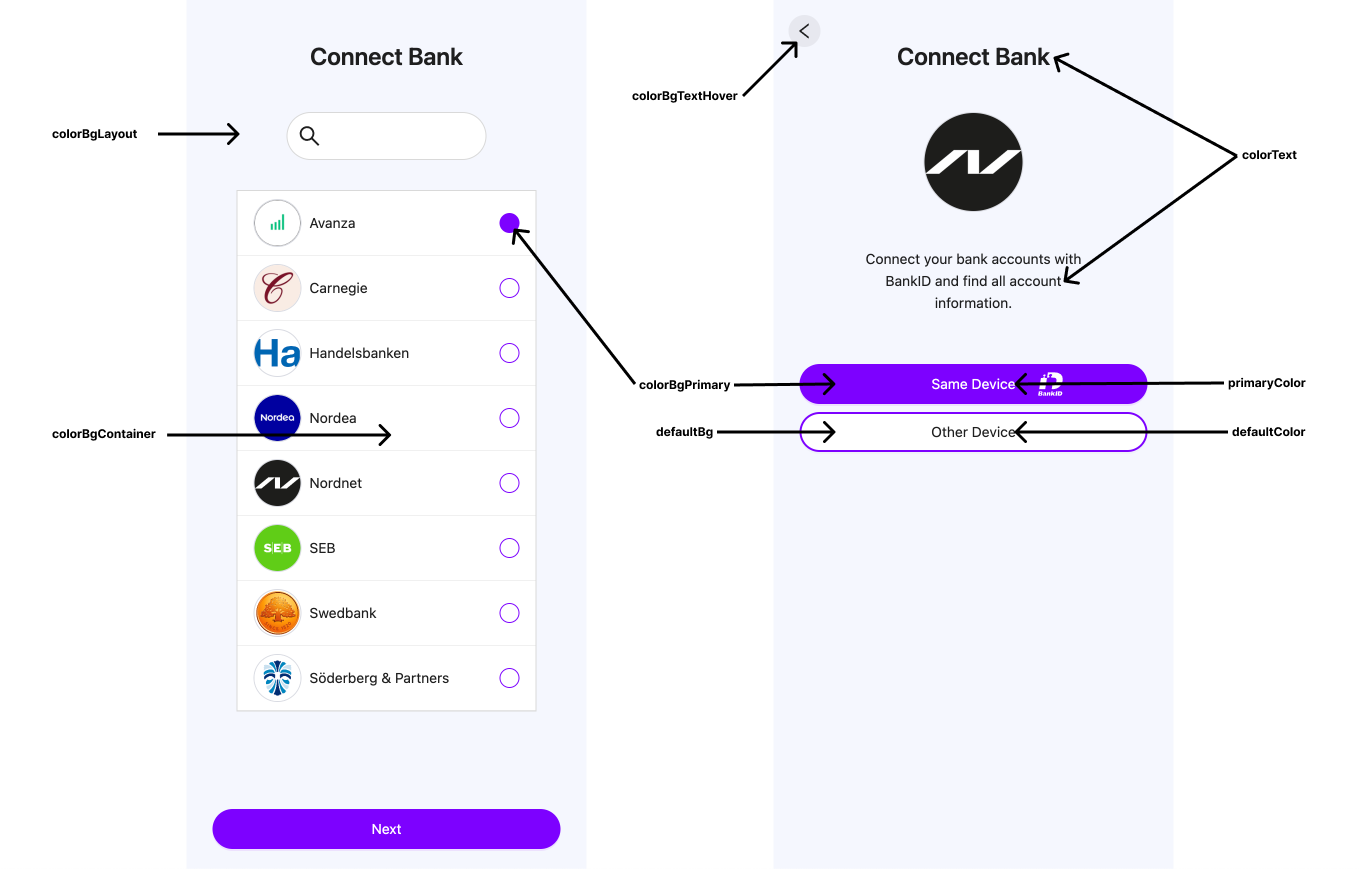 Connect Bank
colorBgLayout
Avanza
Carnegie
Ha
Handelsbanken
Nordea
Nordea
colorBgContainer
Nordnet
SEB
SEB
Swedbank
Söderberg & Partners
Next
colorBgTextHover
Connect Bank
colorText
Connect your bank accounts with
BankID and find all account
information.
colorBgPrimary
Same Device
BankID
primaryColor
defaultBg
Other Device
defaultColor